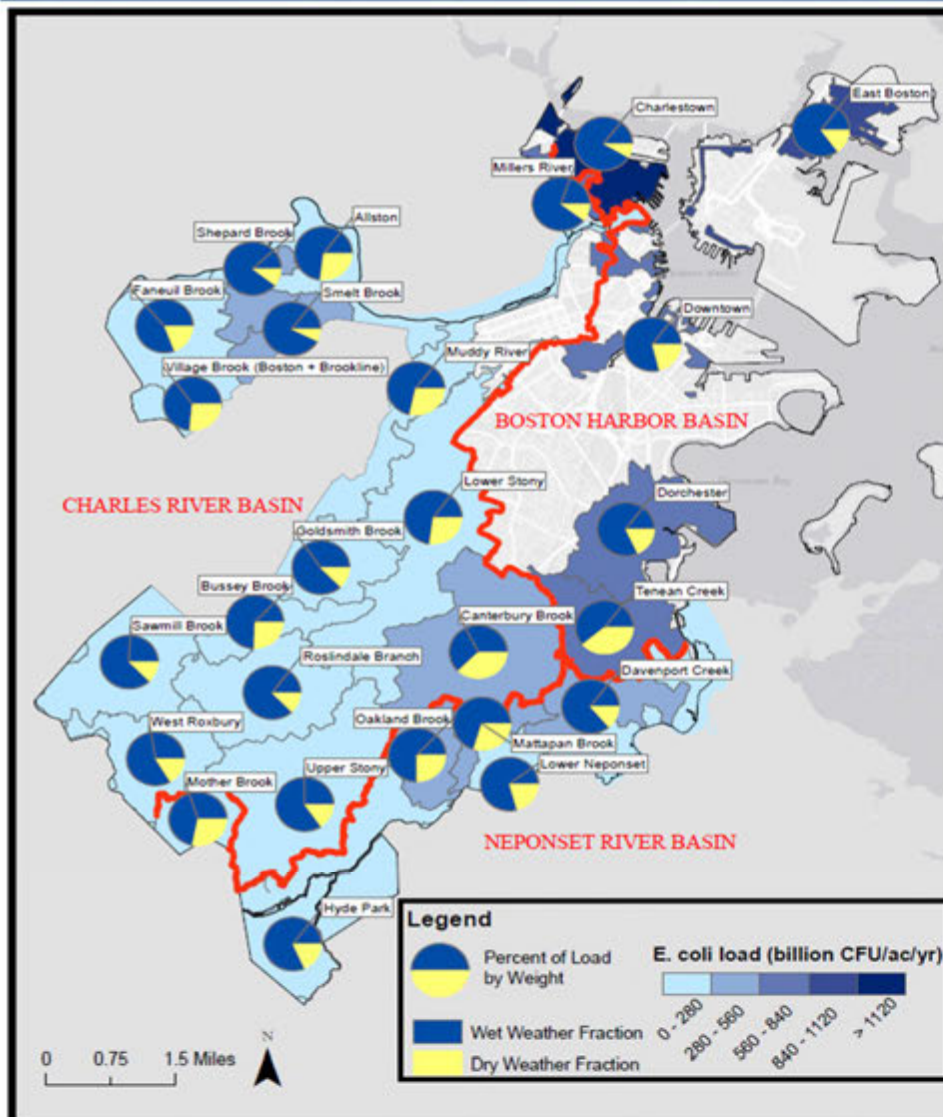 Charlestown
East Boston
Millers River
Allston
Shepard Brook
Faneuil Brook
Smelt Brook
Downtown
Muddy River
Village Brook (Boston + Brookline)
BOSTON HARBOR BASIN
Lower Stony
Dorchester
CHARLES RIVER BASIN
Goldsmith Brook
Bussey Brook
Tenean Creek
Canterbury Brook
Sawmill Brook
Roslindale Branch
Davenport Creek
West Roxbury
Oakland Brook
Mattapan Brook
Lower Neponset
Upper Stony
Mother Brook
NEPONSET RIVER BASIN
Hyde Park
Legend
Percent of Load
by Weight
Wet Weather Fraction
Dry Weather Fraction
E. coli load (billion CFU/ac/yr)
0 - 280
280 - 560
560 - 840
840 - 1120
> 1120
N
0 0.75 1.5 Miles